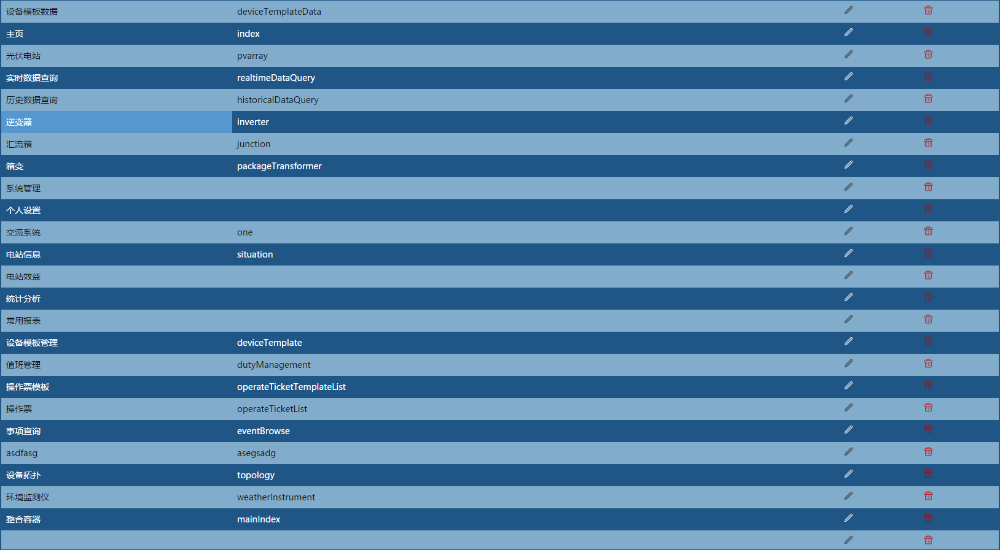 设备模板数据 deviceTemplateData
主页 index
光伏电站 pvarray
实时数据查询 realtimeDataQuery
历史数据查询 historicalDataQuery
逆变器 inverter
汇流箱 junction
箱变 packageTransformer
系统管理
个人设置
交流系统 one
电站信息 situation
电站效益
统计分析
常用报表
设备模板管理 deviceTemplate
值班管理 dutyManagement
操作票模板 operateTicketTemplateList
操作票 operateTicketList
事项查询 eventBrowse
asdfasg asegsadg
设备拓扑 topology
环境监测仪 weatherInstrument
整合容器 mainIndex